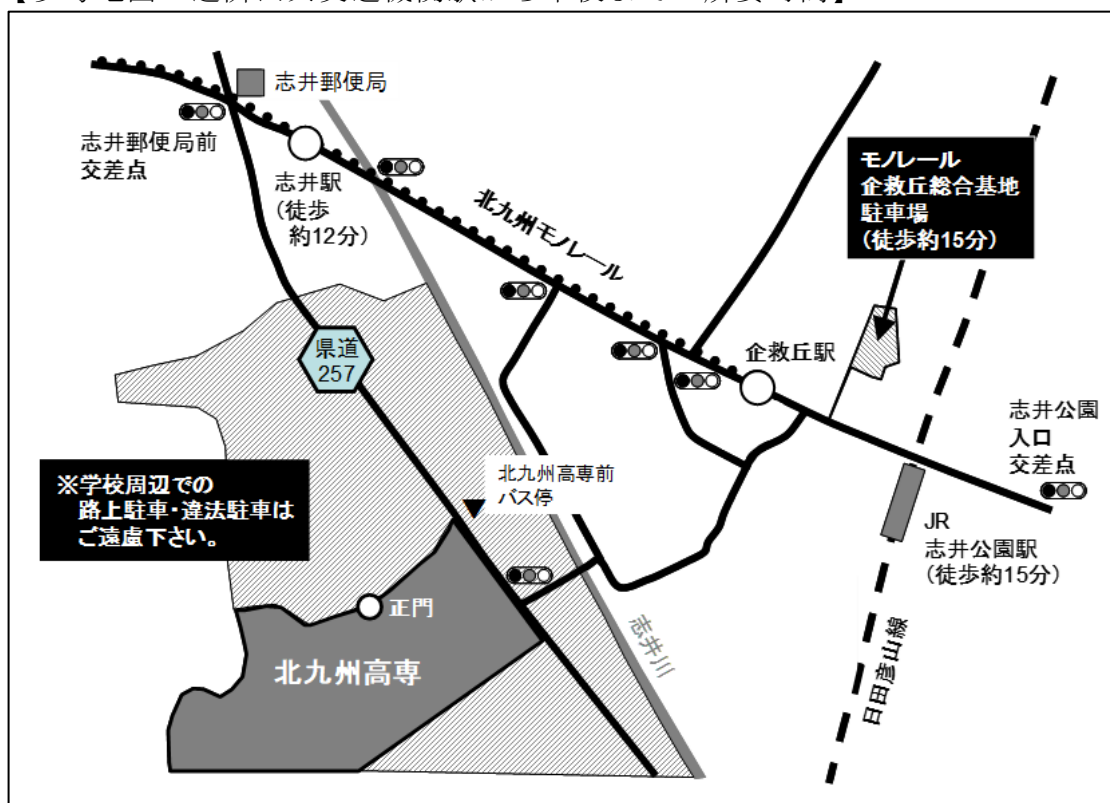 志井郵便局
志井郵便局前
交差点
志井駅
(徒歩
約12分)
北九州モノレール
モノレール
企救丘総合基地
駐車場
(徒歩約15分)
県道
257
企救丘駅
志井公園
入口
交差点
※学校周辺での
路上駐車・違法駐車は
ご遠慮下さい。
北九州高専前
バス停
JR
志井公園駅
(徒歩約15分)
正門
志井川
北九州高専
日田彦山線